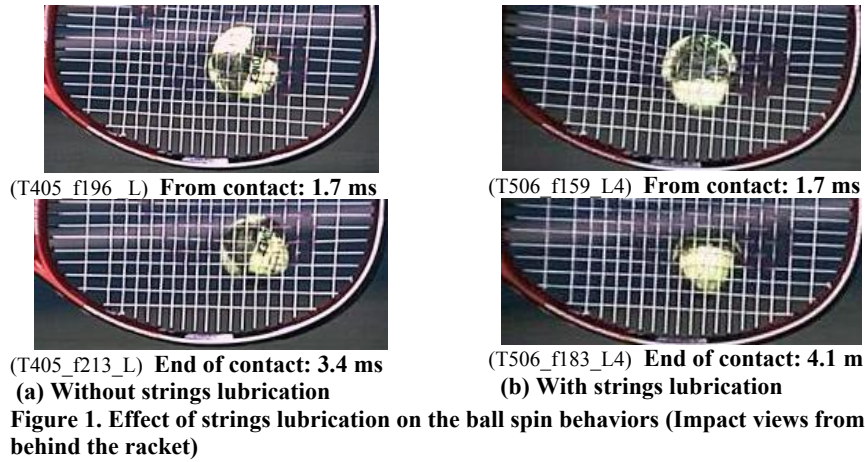 (T405_f196 _L) From contact: 1.7 ms
(T506_f159_L4) From contact: 1.7 ms
(T405_f213_L) End of contact: 3.4 ms
(T506_f183_L4) End of contact: 4.1 m
(a) Without strings lubrication
(b) With strings lubrication
Figure 1. Effect of strings lubrication on the ball spin behaviors (Impact views from
behind the racket)